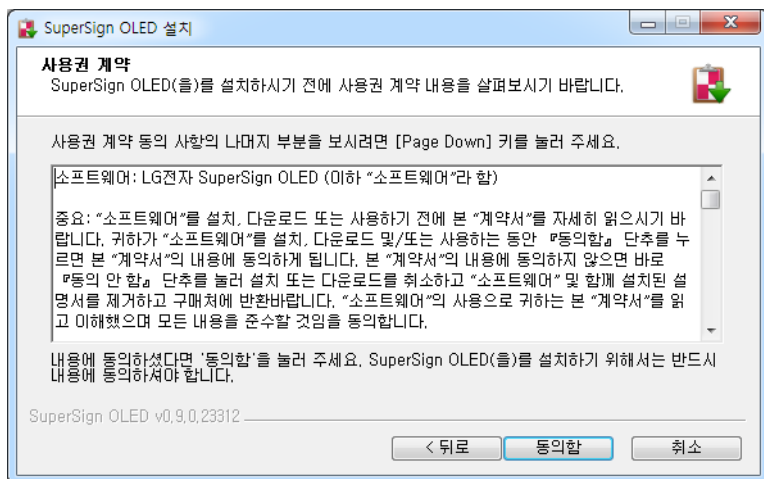 SuperSign OLED 설치
사용권 계약
SuperSign OLED(을)를 설치하시기 전에 사용권 계약 내용을 살펴보시기 바랍니다.
사용권 계약 동의 사항의 나머지 부분을 보시려면 [Page Down] 키를 눌러 주세요.
소프트웨어: LG전자 SuperSign OLED (이하 “소프트웨어”라 함)
중요: “소프트웨어”를 설치, 다운로드 또는 사용하기 전에 본 “계약서”를 자세히 읽으시기 바
랍니다. 귀하가 “소프트웨어”를 설치, 다운로드 및/또는 사용하는 동안 『동의함』 단추를 누
르면 본 “계약서”의 내용에 동의하게 됩니다. 본 “계약서”의 내용에 동의하지 않으면 바로
『동의 안 함』 단추를 눌러 설치 또는 다운로드를 취소하고 “소프트웨어” 및 함께 설치된 설
명서를 제거하고 구매처에 반환바랍니다. “소프트웨어”의 사용으로 귀하는 본 “계약서”를 읽
고 이해했으며 모든 내용을 준수할 것임을 동의합니다.
내용에 동의하셨다면 '동의함'을 눌러 주세요. SuperSign OLED(을)를 설치하기 위해서는 반드시
내용에 동의하셔야 합니다.
SuperSign OLED v0.9.0.23312
< 뒤로 동의함 취소